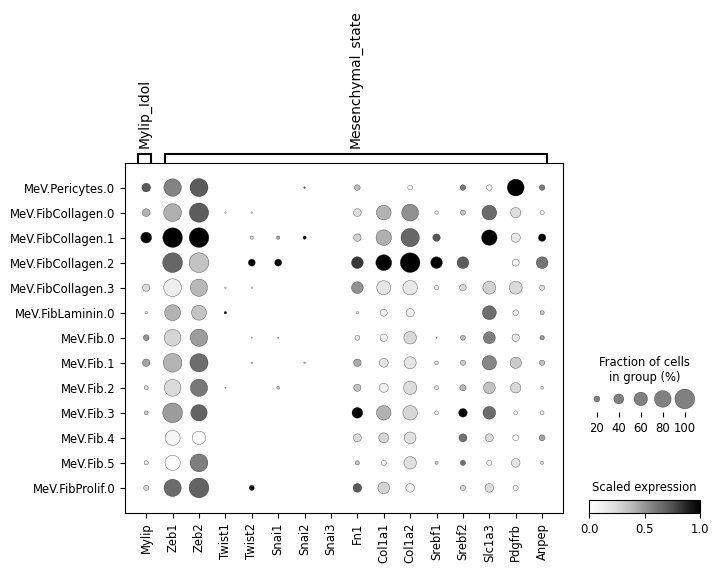 Mylip_Idol
Mesenchymal_state
MeV.Pericytes.0
MeV.FibCollagen.0
MeV.FibCollagen.1
MeV.FibCollagen.2
MeV.FibCollagen.3
MeV.FibLaminin.0
MeV.Fib.0
MeV.Fib.1
MeV.Fib.2
MeV.Fib.3
MeV.Fib.4
MeV.Fib.5
MeV.FibProlif.0
Mylip
Zeb1
Zeb2
Twist1
Twist2
Snai1
Snai2
Snai3
Fn1
Col1a1
Col1a2
Srebf1
Srebf2
Slc1a3
Pdgfrb
Anpep
Fraction of cells
in group (%)
20 40 60 80 100
Scaled expression
0.0 0.5 1.0